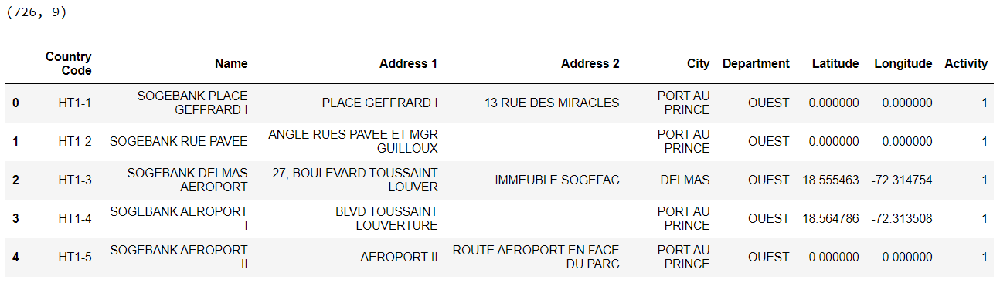 (726, 9)
Country Code Name Address 1 Address 2 City Department Latitude Longitude Activity
0 HT1-1 SOGEBANK PLACE GEFFRARD I PLACE GEFFRARD I 13 RUE DES MIRACLES PORT AU PRINCE OUEST 0.000000 0.000000 1
1 HT1-2 SOGEBANK RUE PAVEE ANGLE RUES PAVEE ET MGR GUILLOUX PORT AU PRINCE OUEST 0.000000 0.000000 1
2 HT1-3 SOGEBANK DELMAS AEROPORT 27, BOULEVARD TOUSSAINT LOUVER IMMEUBLE SOGEFAC DELMAS OUEST 18.555463 -72.314754 1
3 HT1-4 SOGEBANK AEROPORT I BLVD TOUSSAINT LOUVERTURE PORT AU PRINCE OUEST 18.564786 -72.313508 1
4 HT1-5 SOGEBANK AEROPORT II AEROPORT II ROUTE AEROPORT EN FACE DU PARC PORT AU PRINCE OUEST 0.000000 0.000000 1